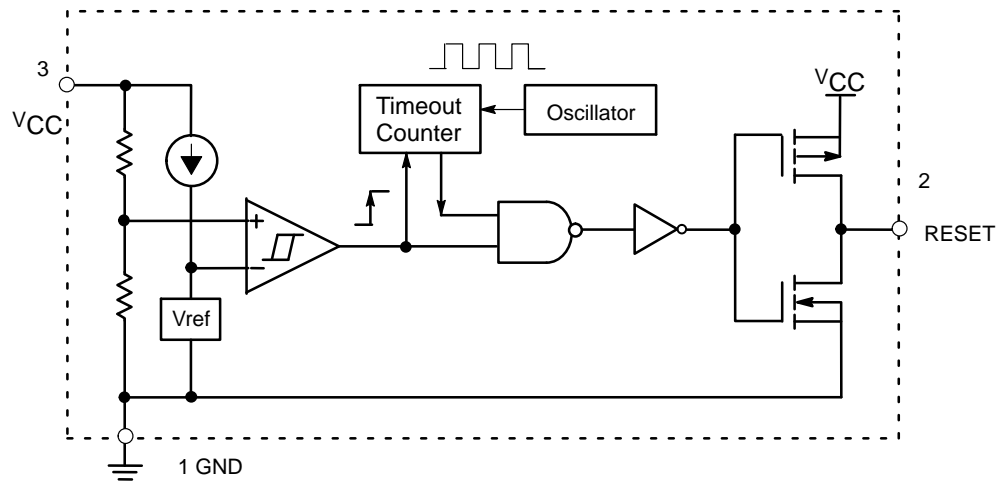 3
VCC
Timeout
Counter
Oscillator
VCC
2
RESET
+
−
Vref
1 GND